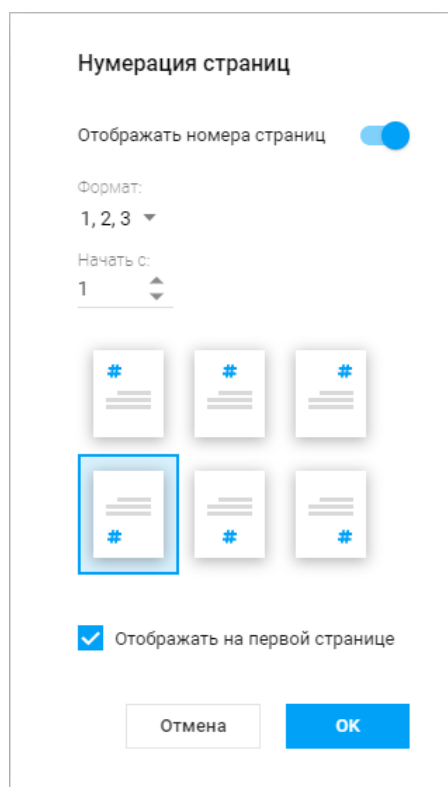 Нумерация страниц
Отображать номера страниц
Формат:
1, 2, 3
Начать с:
1
# # #
# # #
Отображать на первой странице
Отмена OK